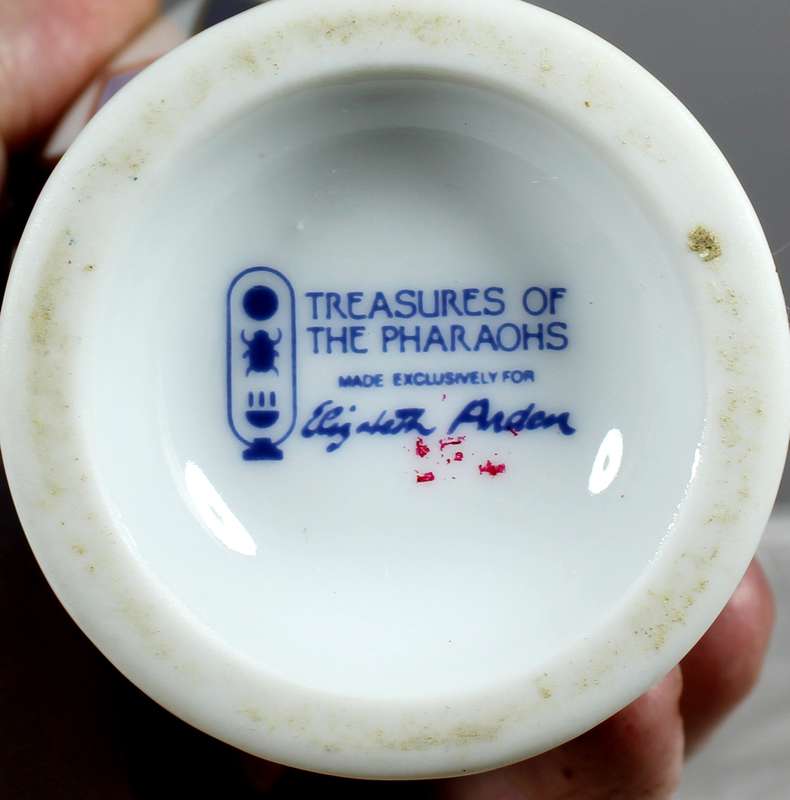 TREASURES OF
THE PHARAOHS
MADE EXCLUSIVELY FOR
Elizabeth Arden